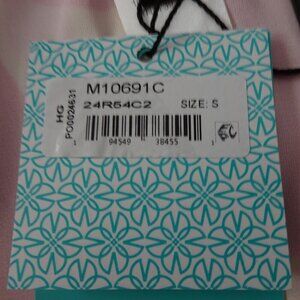 HG
PO0024631
M10691C
24R54C2 SIZE: S
1 94549 38455 1